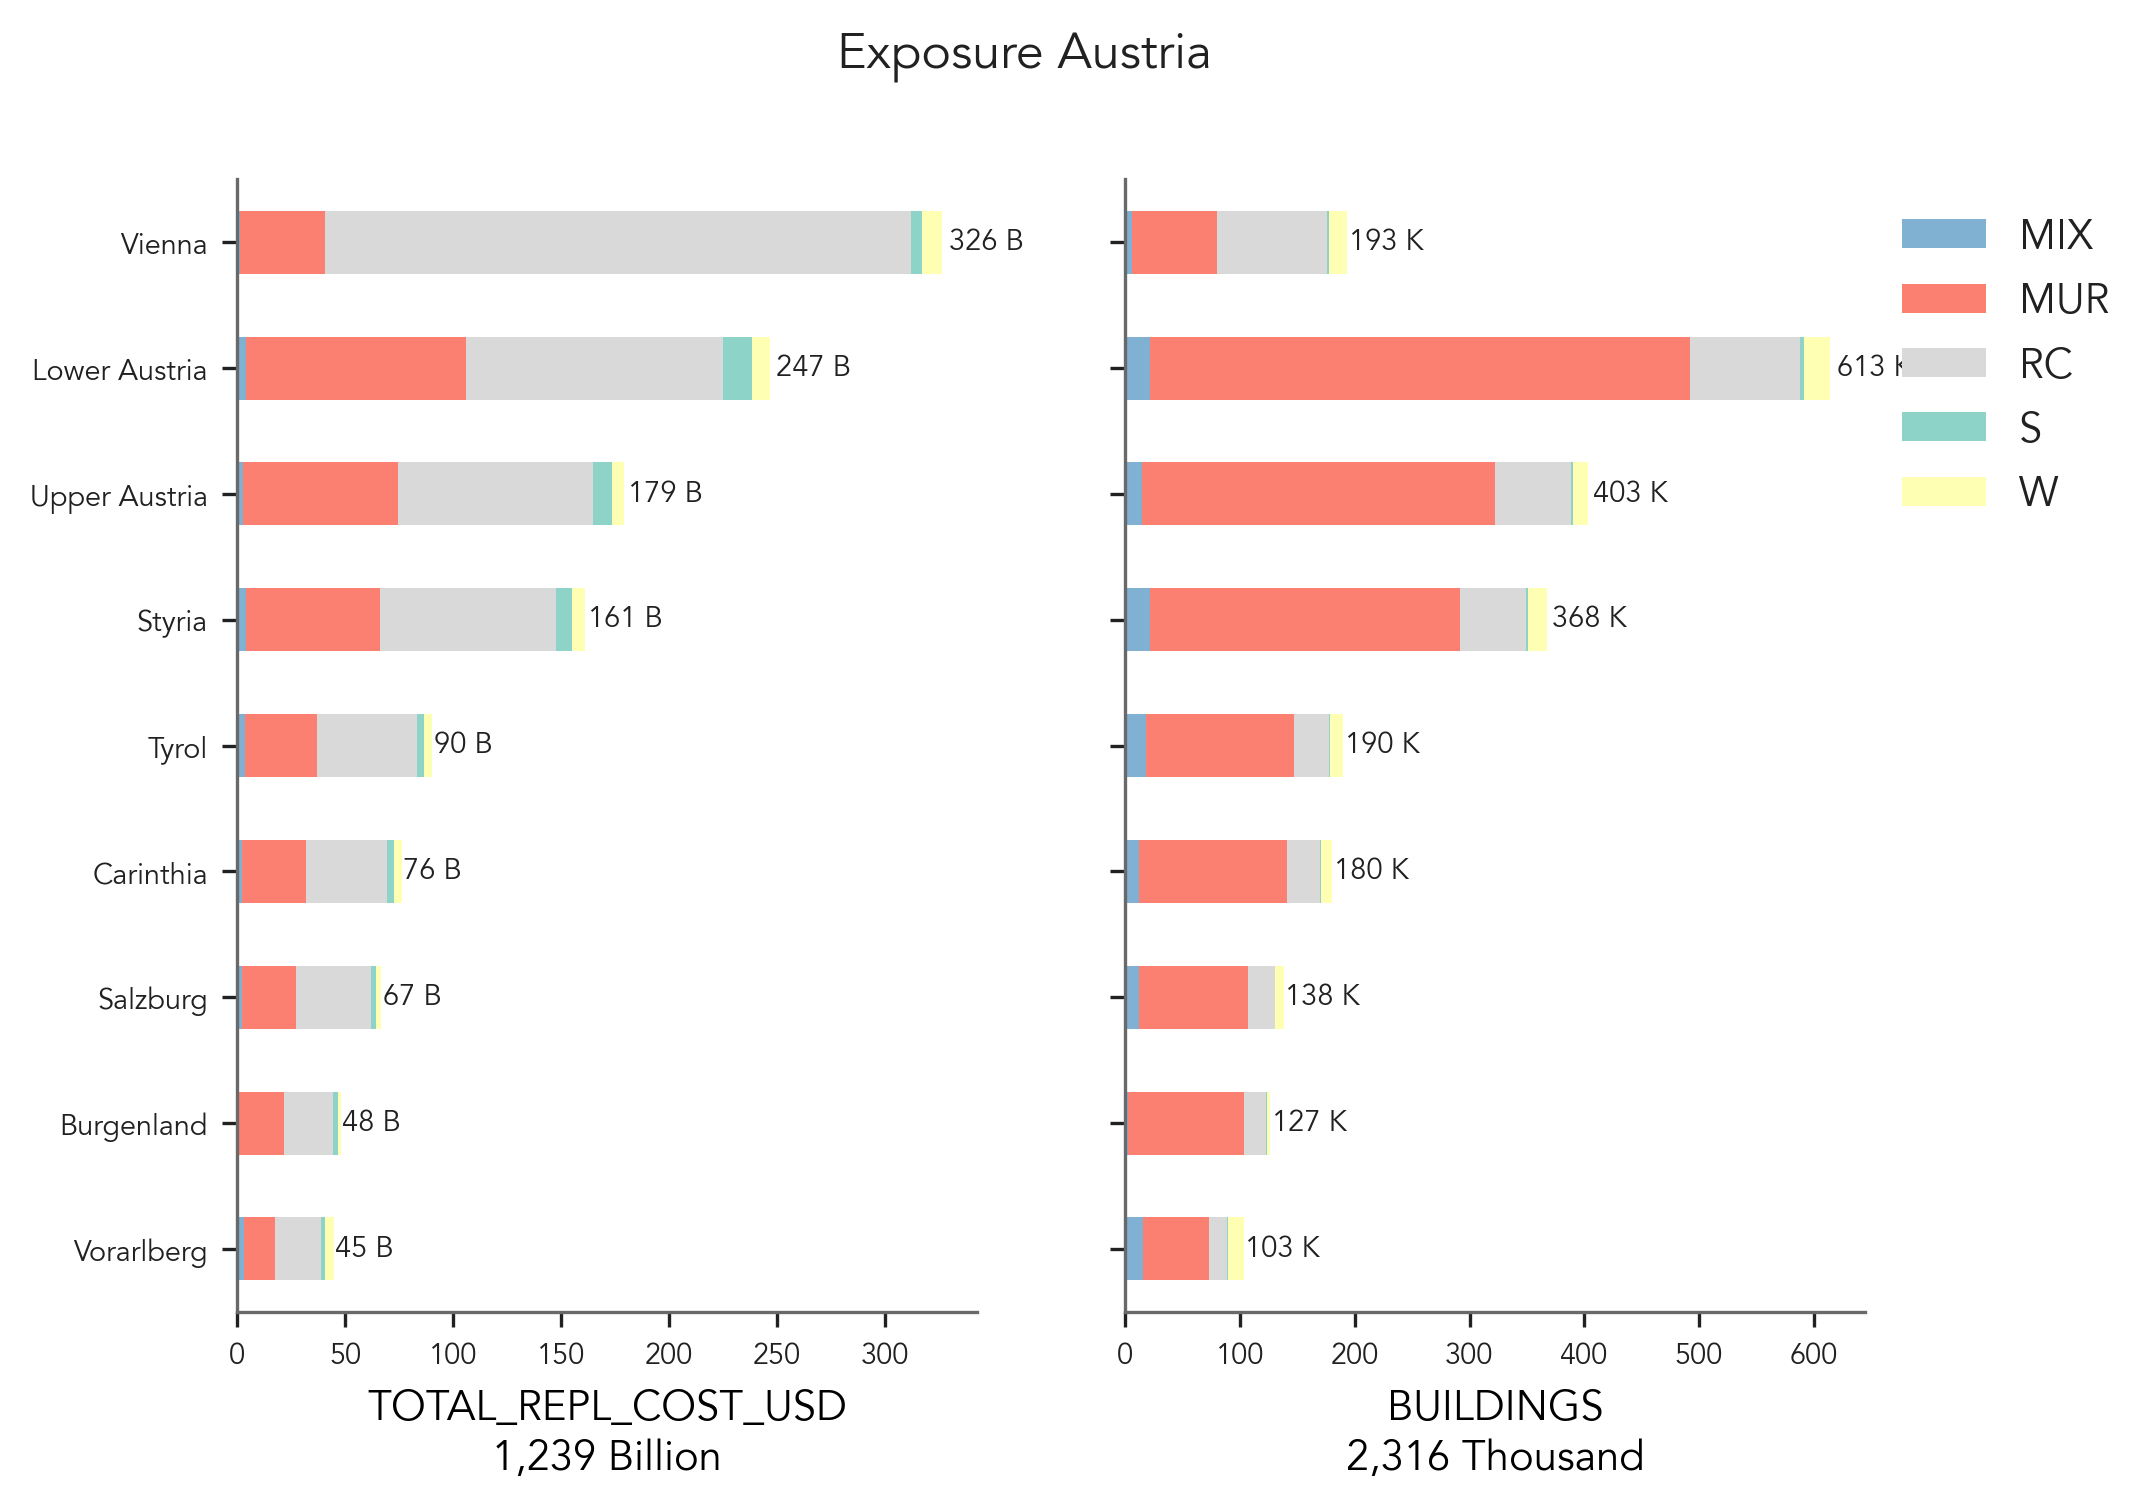 Exposure Austria
Vienna
Lower Austria
Upper Austria
Styria
Tyrol
Carinthia
Salzburg
Burgenland
Vorarlberg
326 B
247 B
179 B
161 B
90 B
76 B
67 B
48 B
45 B
0 50 100 150 200 250 300
TOTAL_REPL_COST_USD
1,239 Billion
193 K
613 K
403 K
368 K
190 K
180 K
138 K
127 K
103 K
0 100 200 300 400 500 600
BUILDINGS
2,316 Thousand
MIX
MUR
RC
S
W